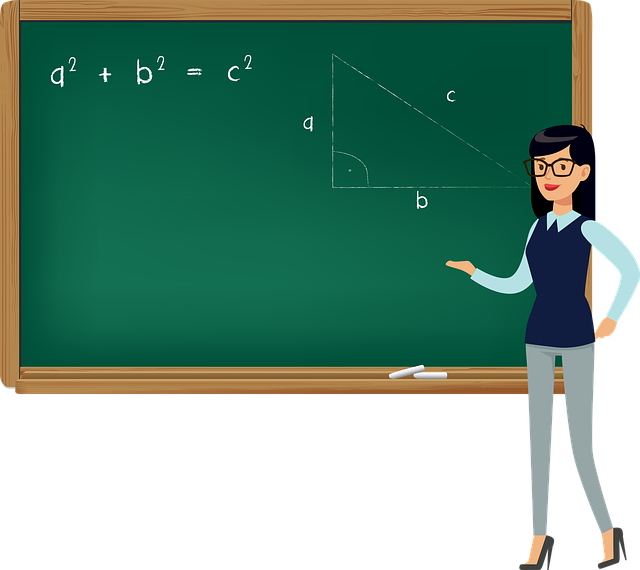 a² + b² = c²
c
a
b